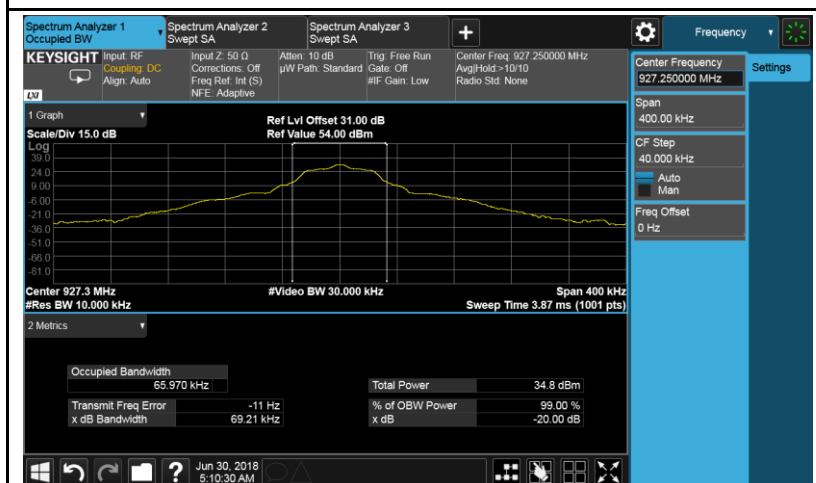 Spectrum Analyzer 1
Occupied BW
Spectrum Analyzer 2
Swept SA
Spectrum Analyzer 3
Swept SA
+
Frequency
KEYSIGHT
LXI
Input: RF
Coupling: DC
Align: Auto
Input Z: 50 Ω
Corrections: Off
Freq Ref: Int (S)
NFE: Adaptive
Atten: 10 dB
µW Path: Standard
Trig: Free Run
Gate: Off
#IF Gain: Low
Center Freq: 927.250000 MHz
Avg|Hold:>10/10
Radio Std: None
Center Frequency
927.250000 MHz
Settings
Span
400.00 kHz
CF Step
40.000 kHz
Auto
Man
Freq Offset
0 Hz
1 Graph
Scale/Div 15.0 dB
Ref Lvl Offset 31.00 dB
Ref Value 54.00 dBm
Log
39.0
24.0
9.00
-6.00
-21.0
-36.0
-51.0
-66.0
-81.0
Center 927.3 MHz
#Res BW 10.000 kHz
#Video BW 30.000 kHz
Span 400 kHz
Sweep Time 3.87 ms (1001 pts)
2 Metrics
Occupied Bandwidth
65.970 kHz
Total Power 34.8 dBm
Transmit Freq Error -11 Hz
% of OBW Power 99.00 %
x dB Bandwidth 69.21 kHz
x dB -20.00 dB
?
Jun 30, 2018
5:10:30 AM